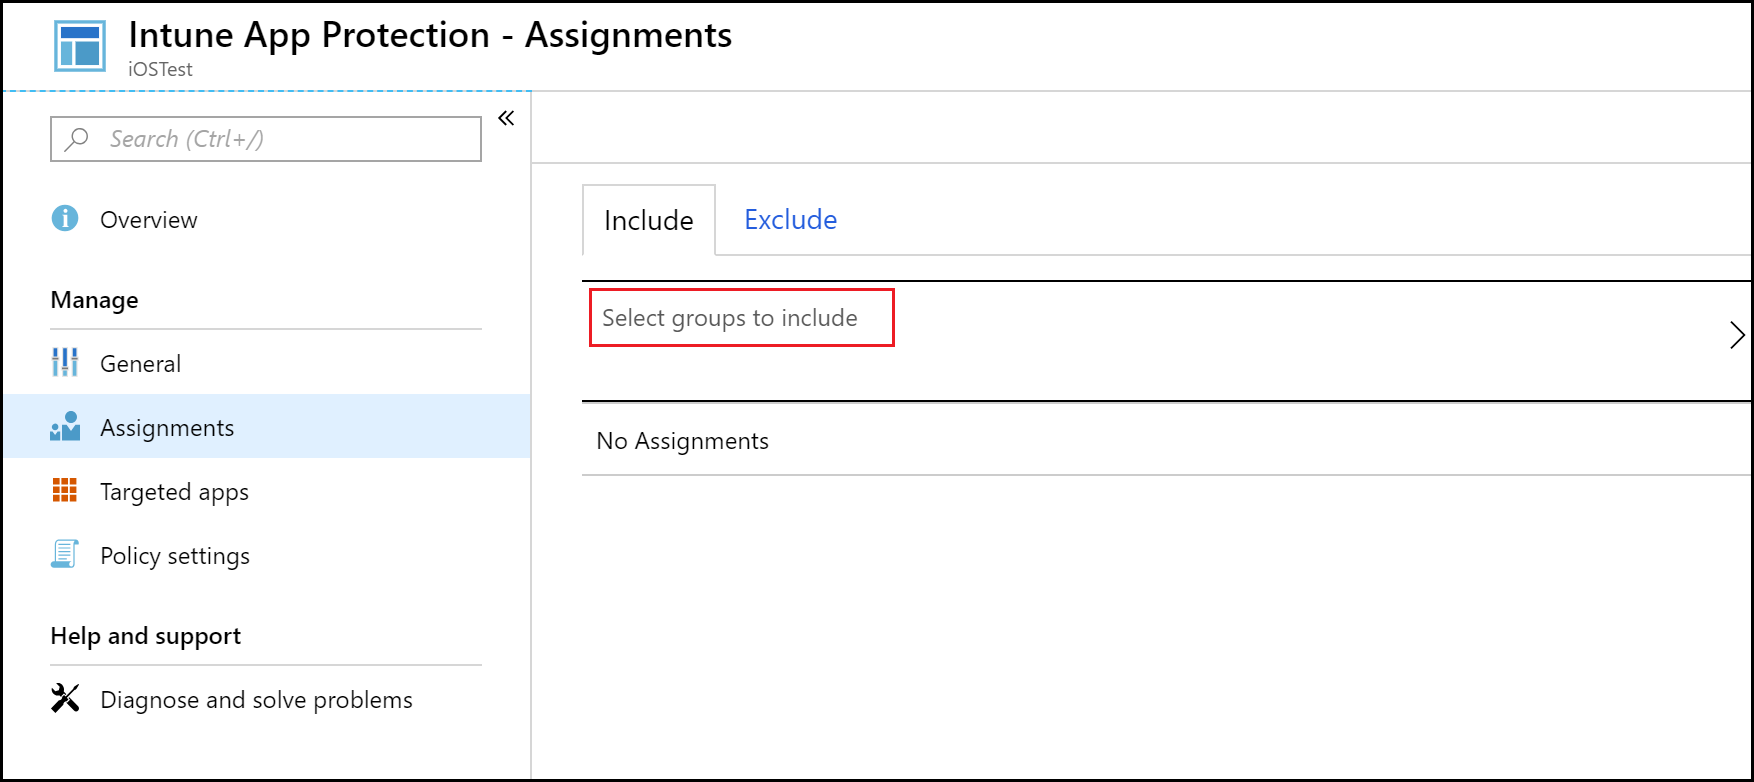 Intune App Protection - Assignments
iOSTest
Search (Ctrl+/)
Overview
Manage
General
Assignments
Targeted apps
Policy settings
Help and support
Diagnose and solve problems
Include
Exclude
Select groups to include
No Assignments